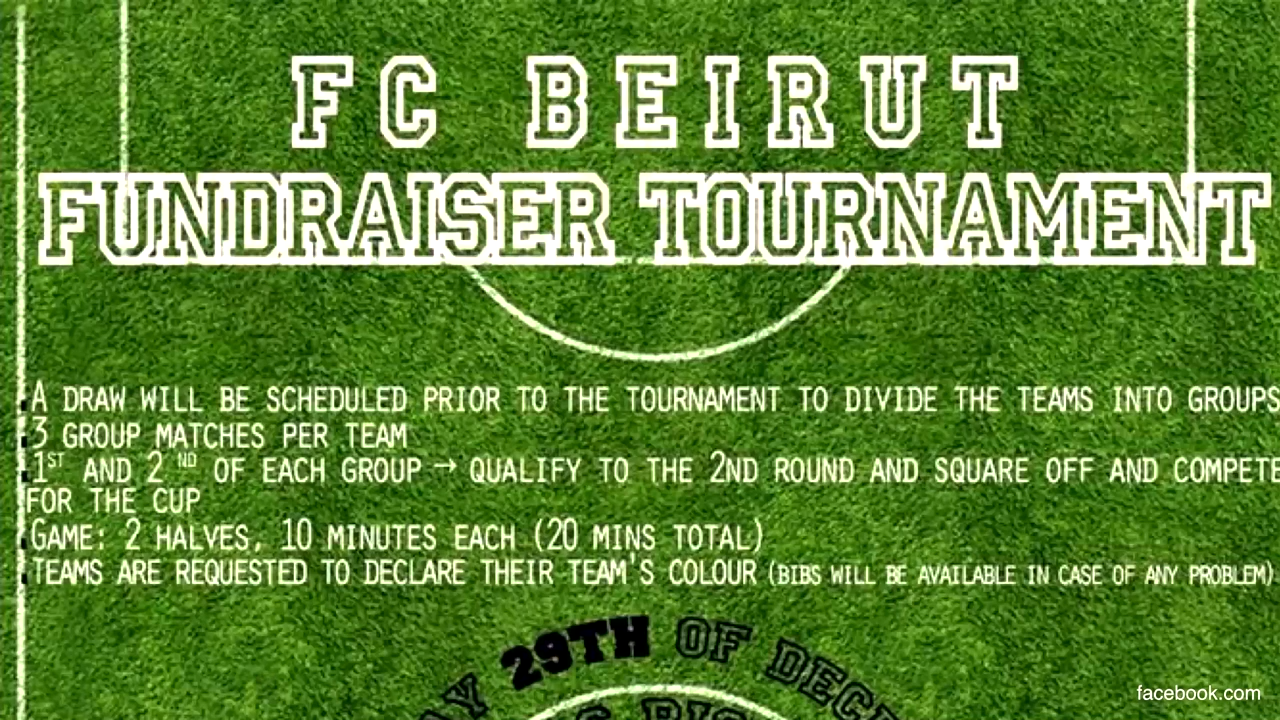 FC BEIRUT
FUNDRAISER TOURNAMENT
A DRAW WILL BE SCHEDULED PRIOR TO THE TOURNAMENT TO DIVIDE THE TEAMS INTO GROUPS
3 GROUP MATCHES PER TEAM
1ST AND 2 ND OF EACH GROUP → QUALIFY TO THE 2ND ROUND AND SQUARE OFF AND COMPETE
FOR THE CUP
GAME: 2 HALVES, 10 MINUTES EACH (20 MINS TOTAL)
TEAMS ARE REQUESTED TO DECLARE THEIR TEAM'S COLOUR (BIBS WILL BE AVAILABLE IN CASE OF ANY PROBLEM)
29TH OF
facebook.com